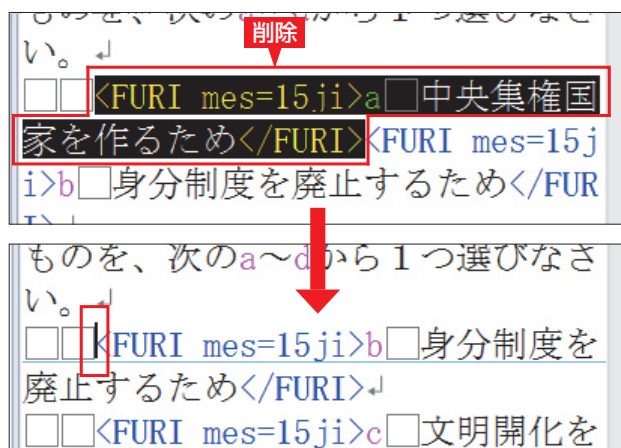 ものを、次のa～dから１つ選びなさ
削除
い。↲
□□<FURI mes=15ji>a□中央集権国
家を作るため</FURI><FURI mes=15j
i>b□身分制度を廃止するため</FUR
I>↲
ものを、次のa～dから１つ選びなさ
い。↲
□□<FURI mes=15ji>b□身分制度を
廃止するため</FURI>↲
□□<FURI mes=15ji>c□文明開化を